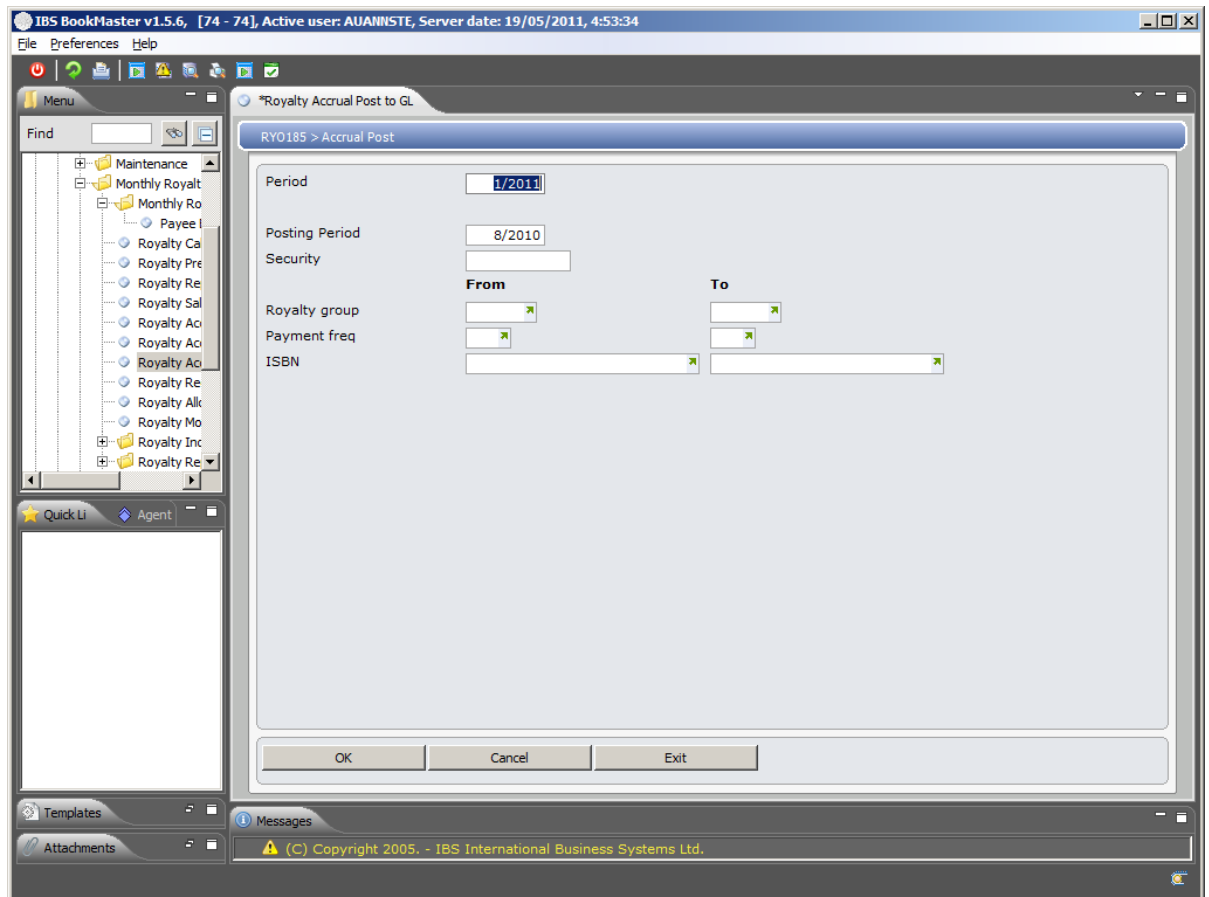 IBS BookMaster v1.5.6, [74 - 74], Active user: AUANNSTE, Server date: 19/05/2011, 4:53:34
File Preferences Help
Menu
Find
Maintenance
Monthly Royalt
Monthly Ro
Payee
Royalty Ca
Royalty Pre
Royalty Re
Royalty Sal
Royalty Acc
Royalty Acc
Royalty Acc
Royalty Re
Royalty Allo
Royalty Mo
Royalty Inc
Royalty Re
Quick Li Agent
Templates
Attachments
*Royalty Accrual Post to GL
RYO185 > Accrual Post
Period 1/2011
Posting Period 8/2010
Security
From To
Royalty group
Payment freq
ISBN
OK Cancel Exit
Messages
(C) Copyright 2005. - IBS International Business Systems Ltd.